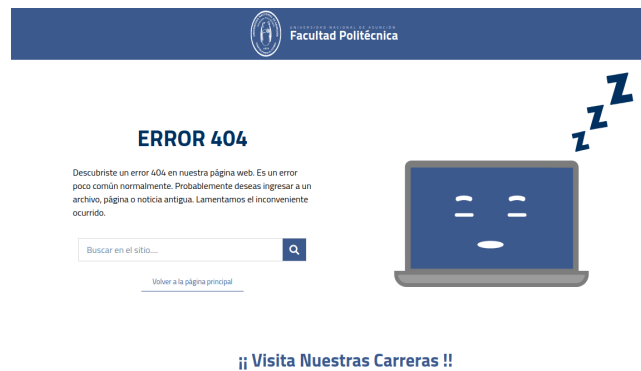 UNIVERSIDAD NACIONAL DE ASUNCIÓN
Facultad Politécnica
Z
Z
Z
ERROR 404
Descubriste un error 404 en nuestra página web. Es un error
poco común normalmente. Probablemente deseas ingresar a un
archivo, página o noticia antigua. Lamentamos el inconveniente
ocurrido.
Buscar en el sitio....
Volver a la página principal
¡¡ Visita Nuestras Carreras !!